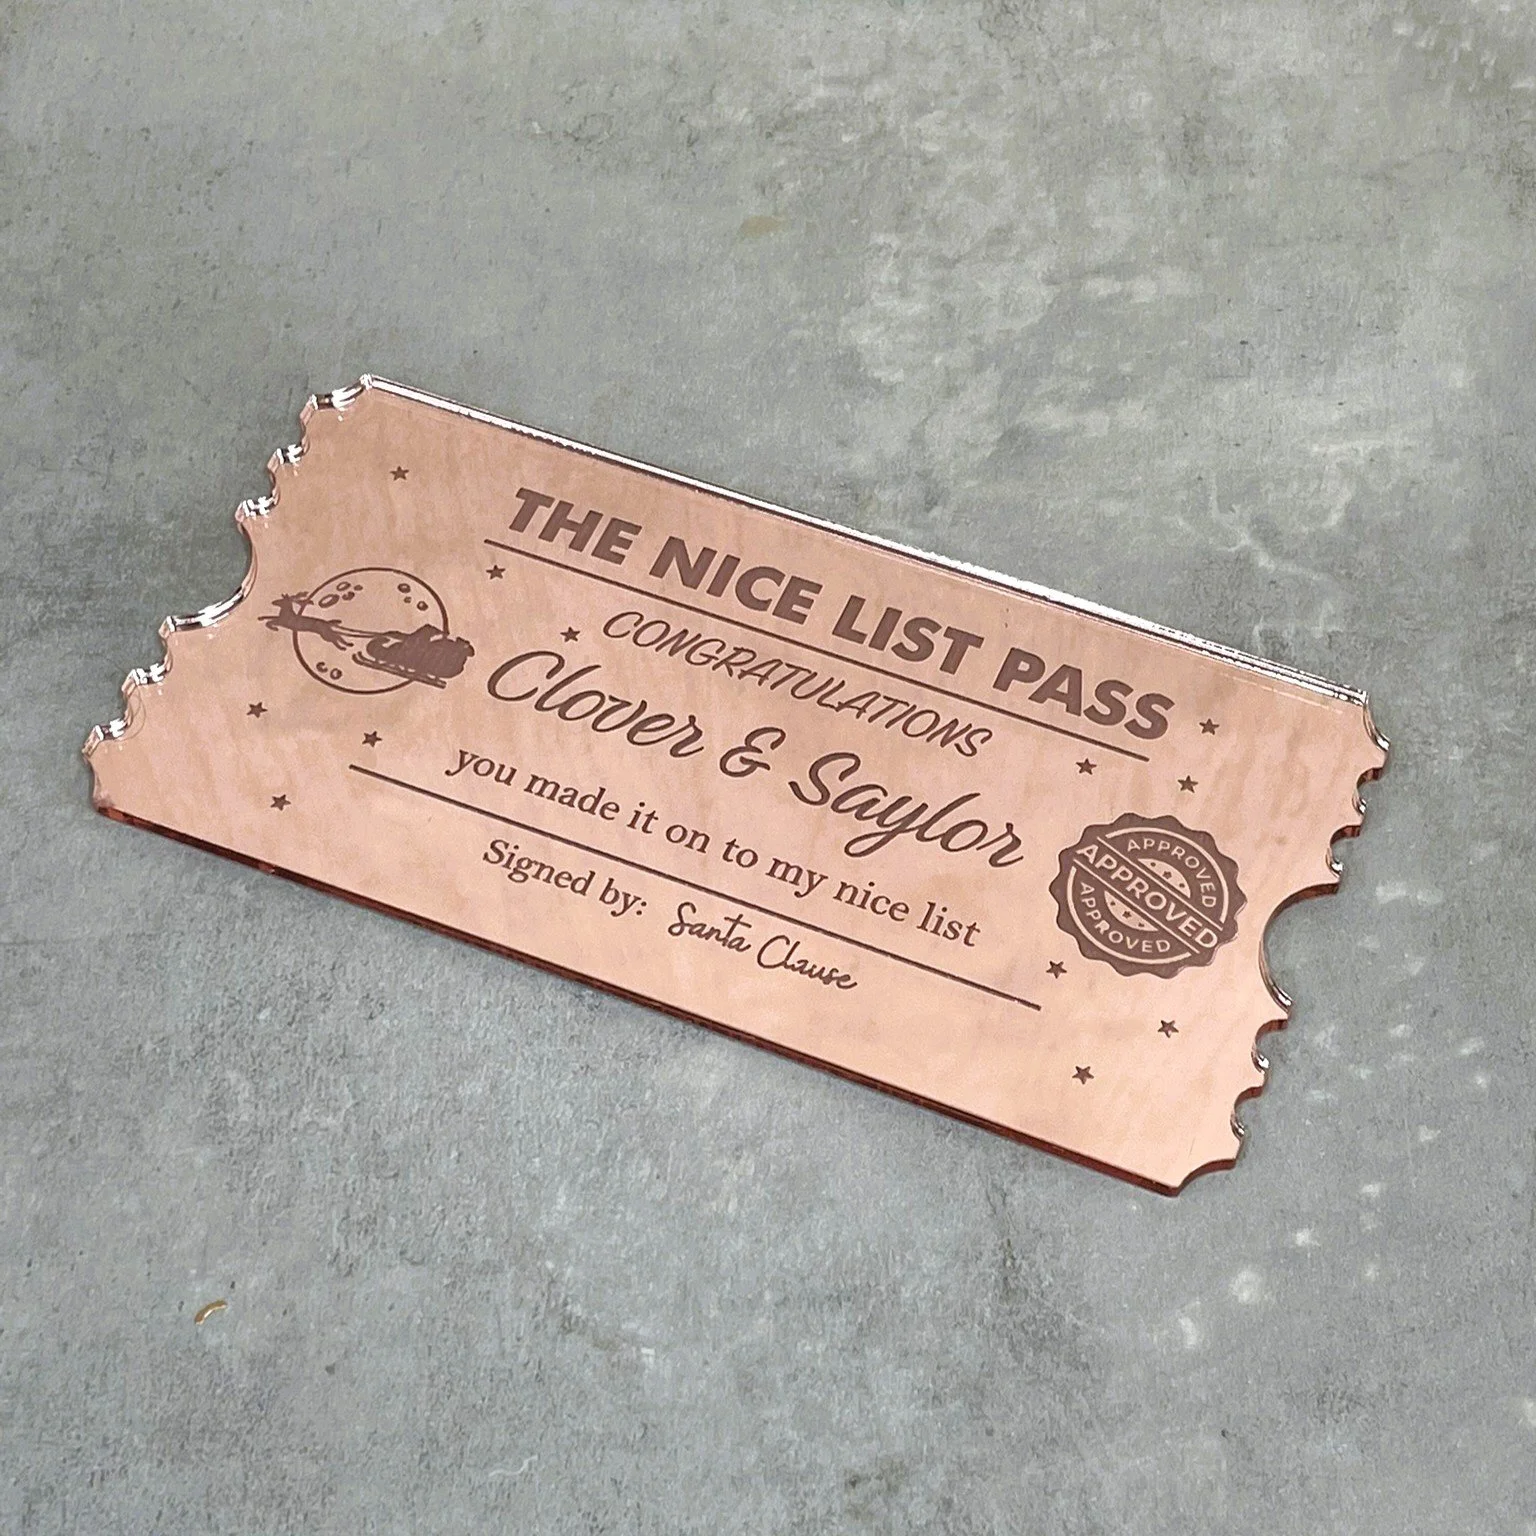 THE NICE LIST PASS
CONGRATULATIONS
Clover & Saylor
you made it on to my nice list
Signed by: Santa Clause
APPROVED
APPROVED
APPROVED